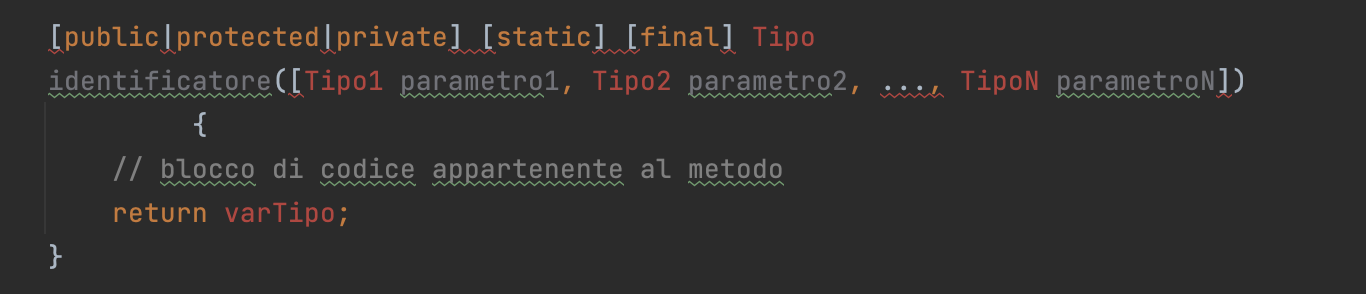 [public|protected|private] [static] [final] Tipo
identificatore([Tipo1 parametro1, Tipo2 parametro2, ..., TipoN parametroN])
{
// blocco di codice appartenente al metodo
return varTipo;
}